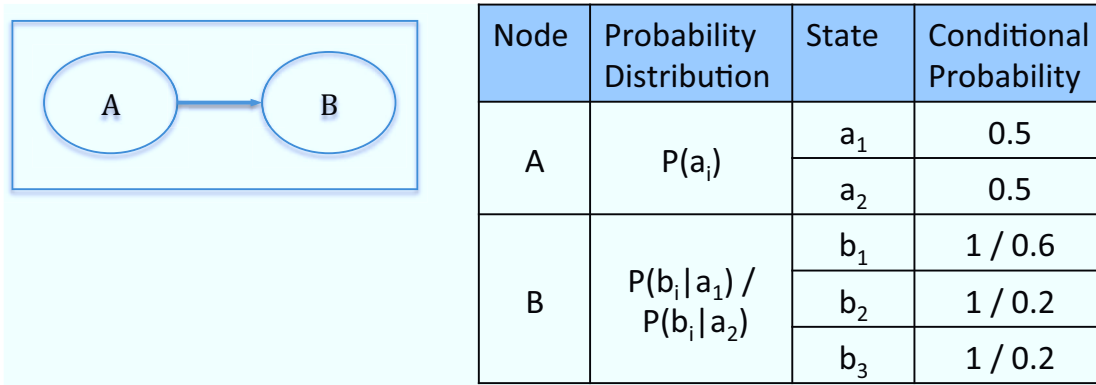 A
B
Node
Probability
Distribution
State
Conditional
Probability
A
P(aᵢ)
a₁
0.5
a₂
0.5
B
P(bᵢ|a₁) /
P(bᵢ|a₂)
b₁
1 / 0.6
b₂
1 / 0.2
b₃
1 / 0.2